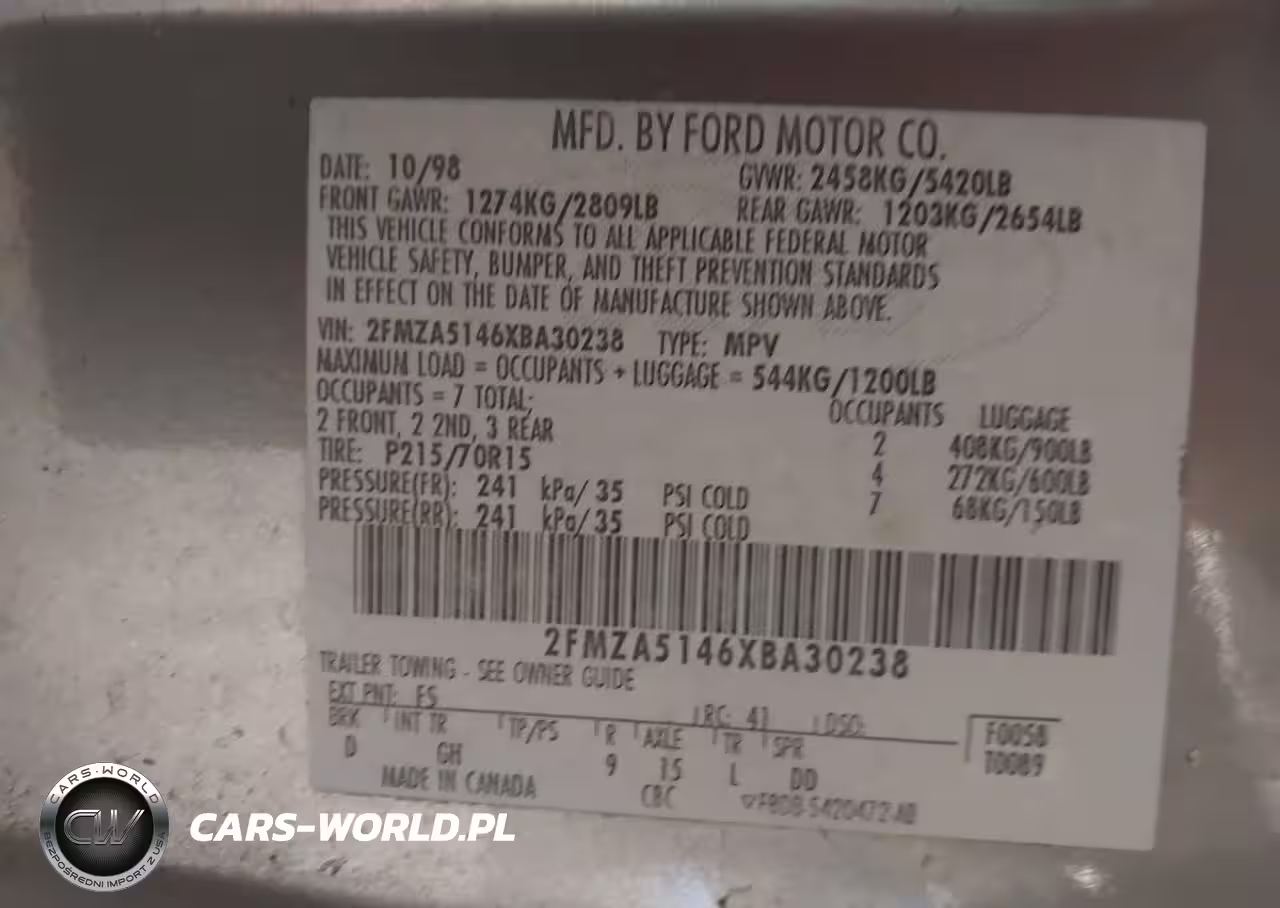 MFD. BY FORD MOTOR CO.
DATE: 10/98 GVWR: 2458KG/5420LB
FRONT GAWR: 1274KG/2809LB REAR GAWR: 1203KG/2654LB
THIS VEHICLE CONFORMS TO ALL APPLICABLE FEDERAL MOTOR
VEHICLE SAFETY, BUMPER, AND THEFT PREVENTION STANDARDS
IN EFFECT ON THE DATE OF MANUFACTURE SHOWN ABOVE.
VIN: 2FMZA5146XBA30238 TYPE: MPV
MAXIMUM LOAD = OCCUPANTS + LUGGAGE = 544KG/1200LB
OCCUPANTS = 7 TOTAL; OCCUPANTS LUGGAGE
2 FRONT, 2 2ND, 3 REAR 2 408KG/900LB
TIRE: P215/70R15 4 272KG/600LB
PRESSURE(FR): 241 kPa/ 35 PSI COLD 7 68KG/150LB
PRESSURE(RR): 241 kPa/ 35 PSI COLD
2FMZA5146XBA30238
TRAILER TOWING - SEE OWNER GUIDE
EXT PNT: FS RC: 41 DSO: F0058
BRK INT TR TP/PS R AXLE TR SPR T0089
D GH 9 15 L DD
MADE IN CANADA CBC F8DB-5420472-AB
CARS-WORLD
CW
BEZPOŚREDNI IMPORT Z USA
CARS-WORLD.PL